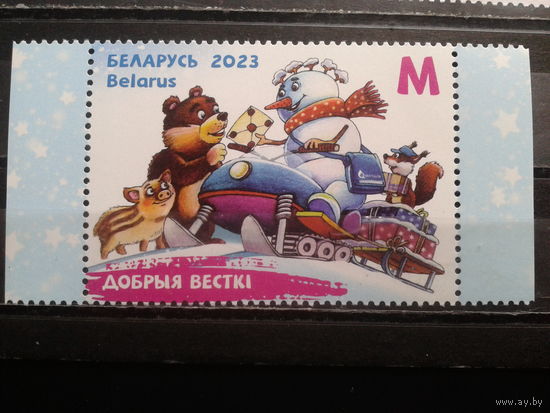 БЕЛАРУСЬ 2023
Belarus
М
ДОБРЫЯ ВЕСТКІ
www.ay.by